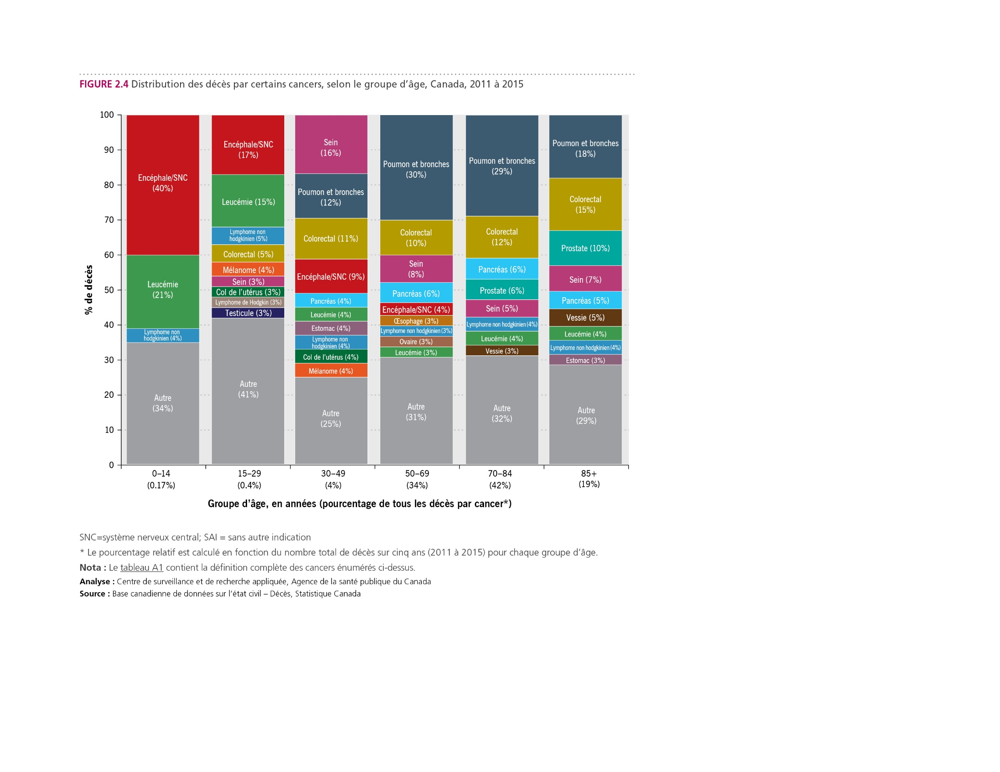 FIGURE 2.4 Distribution des décès par certains cancers, selon le groupe d’âge, Canada, 2011 à 2015
% de décès
100
90
80
70
60
50
40
30
20
10
0
Encéphale/SNC
(40%)
Leucémie
(21%)
Lymphome non
hodgkinien (4%)
Autre
(34%)
Encéphale/SNC
(17%)
Leucémie (15%)
Lymphome non
hodgkinien (5%)
Colorectal (5%)
Mélanome (4%)
Sein (3%)
Col de l’utérus (3%)
Lymphome de Hodgkin (3%)
Testicule (3%)
Autre
(41%)
Sein
(16%)
Poumon et bronches
(12%)
Colorectal (11%)
Encéphale/SNC (9%)
Pancréas (4%)
Leucémie (4%)
Estomac (4%)
Lymphome non
hodgkinien (4%)
Col de l’utérus (4%)
Mélanome (4%)
Autre
(25%)
Poumon et bronches
(30%)
Colorectal
(10%)
Sein
(8%)
Pancréas (6%)
Encéphale/SNC (4%)
Œsophage (3%)
Lymphome non hodgkinien (3%)
Ovaire (3%)
Leucémie (3%)
Autre
(31%)
Poumon et bronches
(29%)
Colorectal
(12%)
Pancréas (6%)
Prostate (6%)
Sein (5%)
Lymphome non hodgkinien (4%)
Leucémie (4%)
Vessie (3%)
Autre
(32%)
Poumon et bronches
(18%)
Colorectal
(15%)
Prostate (10%)
Sein (7%)
Pancréas (5%)
Vessie (5%)
Leucémie (4%)
Lymphome non hodgkinien (4%)
Estomac (3%)
Autre
(29%)
0–14
(0.17%)
15–29
(0.4%)
30–49
(4%)
50–69
(34%)
70–84
(42%)
85+
(19%)
Groupe d’âge, en années (pourcentage de tous les décès par cancer*)
SNC=système nerveux central; SAI = sans autre indication
* Le pourcentage relatif est calculé en fonction du nombre total de décès sur cinq ans (2011 à 2015) pour chaque groupe d’âge.
Nota : Le tableau A1 contient la définition complète des cancers énumérés ci-dessus.
Analyse : Centre de surveillance et de recherche appliquée, Agence de la santé publique du Canada
Source : Base canadienne de données sur l’état civil – Décès, Statistique Canada